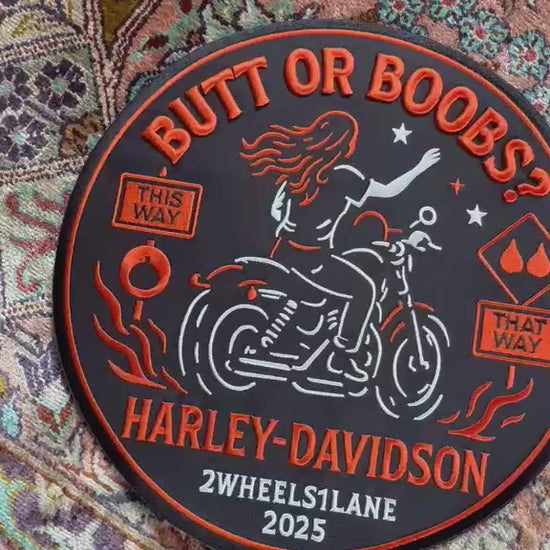 BUTT OR BOOBS?
THIS
WAY
THAT
WAY
HARLEY-DAVIDSON
2WHEELS1LANE
2025